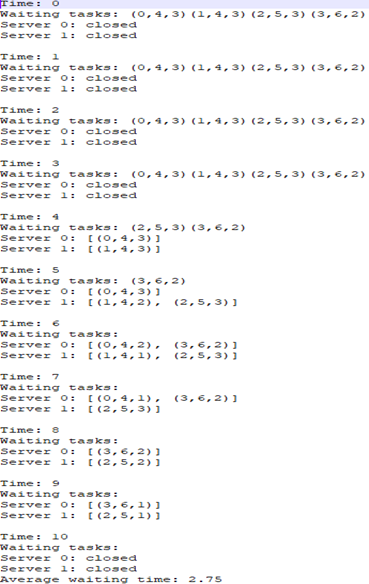 Time: 0
Waiting tasks: (0,4,3)(1,4,3)(2,5,3)(3,6,2)
Server 0: closed
Server 1: closed
Time: 1
Waiting tasks: (0,4,3)(1,4,3)(2,5,3)(3,6,2)
Server 0: closed
Server 1: closed
Time: 2
Waiting tasks: (0,4,3)(1,4,3)(2,5,3)(3,6,2)
Server 0: closed
Server 1: closed
Time: 3
Waiting tasks: (0,4,3)(1,4,3)(2,5,3)(3,6,2)
Server 0: closed
Server 1: closed
Time: 4
Waiting tasks: (2,5,3)(3,6,2)
Server 0: [(0,4,3)]
Server 1: [(1,4,3)]
Time: 5
Waiting tasks: (3,6,2)
Server 0: [(0,4,3)]
Server 1: [(1,4,2), (2,5,3)]
Time: 6
Waiting tasks:
Server 0: [(0,4,2), (3,6,2)]
Server 1: [(1,4,1), (2,5,3)]
Time: 7
Waiting tasks:
Server 0: [(0,4,1), (3,6,2)]
Server 1: [(2,5,3)]
Time: 8
Waiting tasks:
Server 0: [(3,6,2)]
Server 1: [(2,5,2)]
Time: 9
Waiting tasks:
Server 0: [(3,6,1)]
Server 1: [(2,5,1)]
Time: 10
Waiting tasks:
Server 0: closed
Server 1: closed
Average waiting time: 2.75